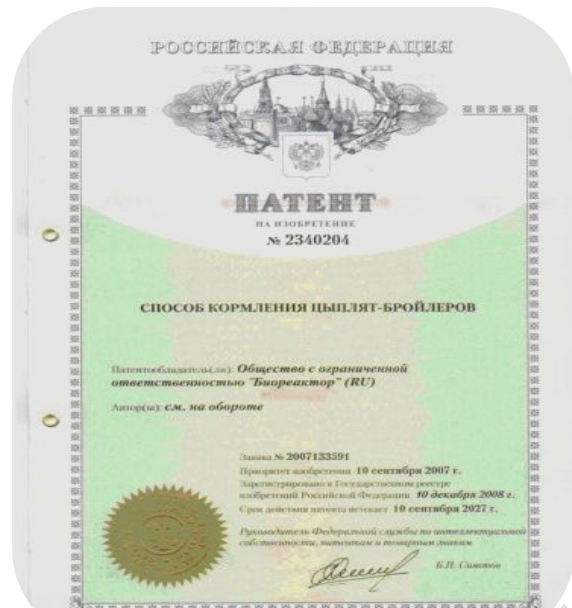 РОССИЙСКАЯ ФЕДЕРАЦИЯ
ПАТЕНТ
НА ИЗОБРЕТЕНИЕ
№ 2340204
СПОСОБ КОРМЛЕНИЯ ЦЫПЛЯТ-БРОЙЛЕРОВ
Патентообладатель(ли): Общество с ограниченной
ответственностью "Биореактор" (RU)
Автор(ы): см. на обороте
Заявка № 2007133591
Приоритет изобретения 10 сентября 2007 г.
Зарегистрировано в Государственном реестре
изобретений Российской Федерации 10 декабря 2008 г.
Срок действия патента истекает 10 сентября 2027 г.
Руководитель Федеральной службы по интеллектуальной
собственности, патентам и товарным знакам
Б.П. Симонов